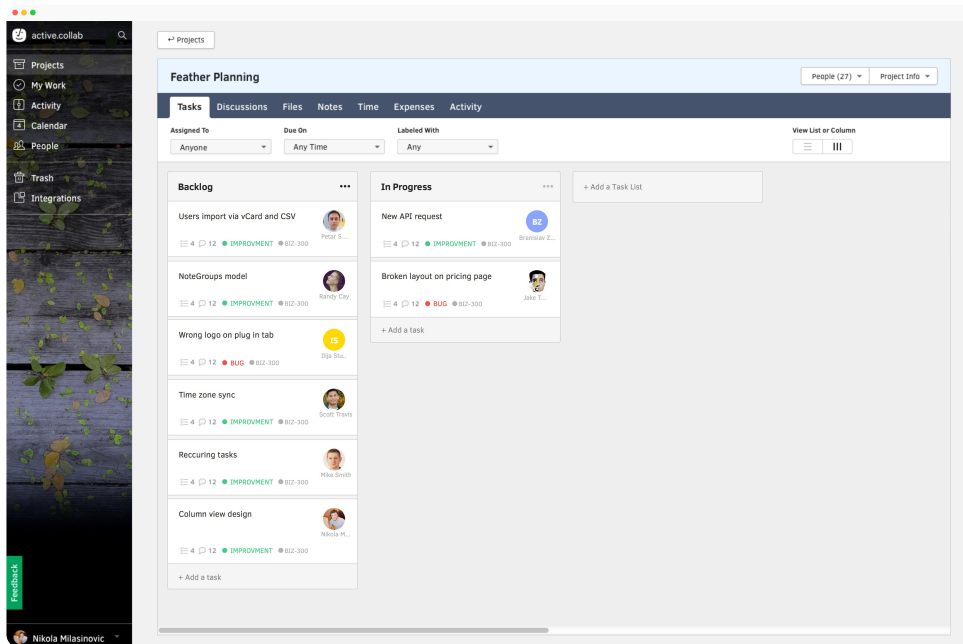 active.collab
Projects
My Work
Activity
4 Calendar
People
Trash
Integrations
Feedback
Nikola Milasinovic
↩ Projects
Feather Planning
People (27)
Project Info
Tasks Discussions Files Notes Time Expenses Activity
Assigned To
Anyone
Due On
Any Time
Labeled With
Any
View List or Column
Backlog •••
Users import via vCard and CSV
Petar S...
4 12 IMPROVMENT BIZ-300
NoteGroups model
Randy Cay
4 12 IMPROVMENT BIZ-300
Wrong logo on plug in tab
IS
Ilija Stu..
4 12 BUG BIZ-300
Time zone sync
Scott Travis
4 12 IMPROVMENT BIZ-300
Reccuring tasks
Mike Smith
4 12 IMPROVMENT BIZ-300
Column view design
Nikola M...
4 12 IMPROVMENT BIZ-300
+ Add a task
In Progress •••
New API request
BZ
Branislav Z...
4 12 IMPROVMENT BIZ-300
Broken layout on pricing page
Jako T...
4 12 BUG BIZ-300
+ Add a task
+ Add a Task List